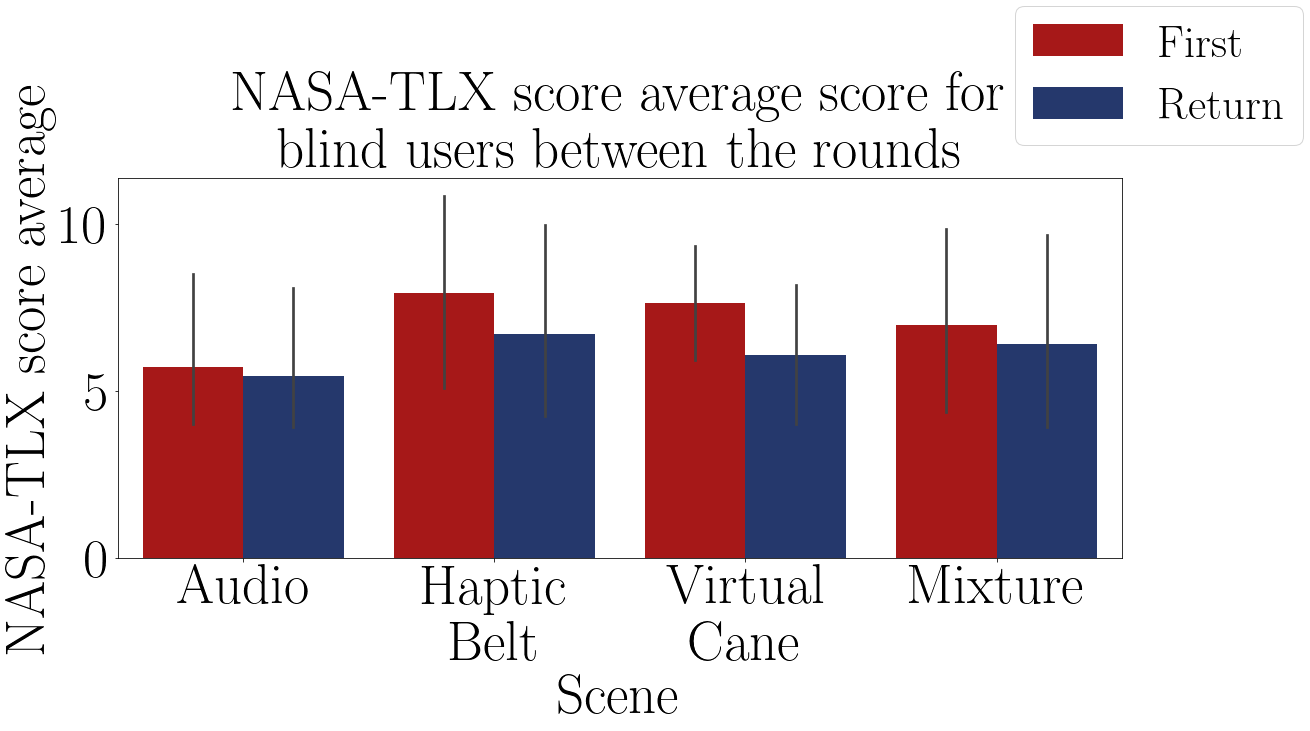 First
Return
NASA-TLX score average score for
blind users between the rounds
NASA-TLX score average
10
5
0
Audio
Haptic
Belt
Virtual
Cane
Mixture
Scene